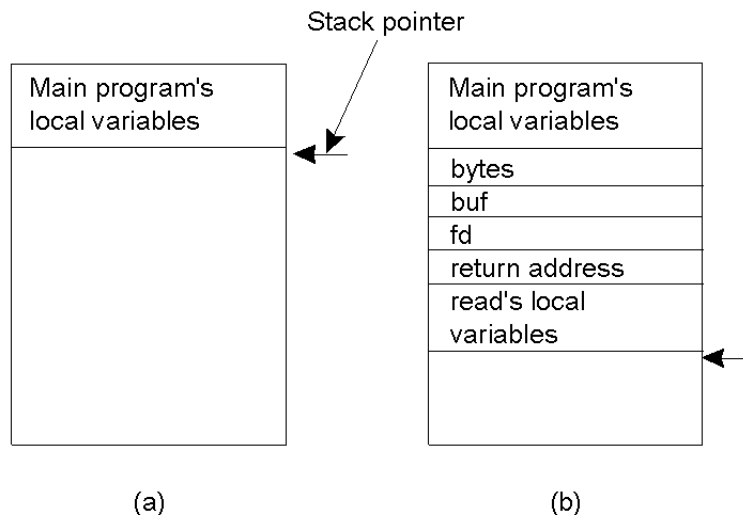 Stack pointer
Main program's
local variables
(a)
Main program's
local variables
bytes
buf
fd
return address
read's local
variables
(b)